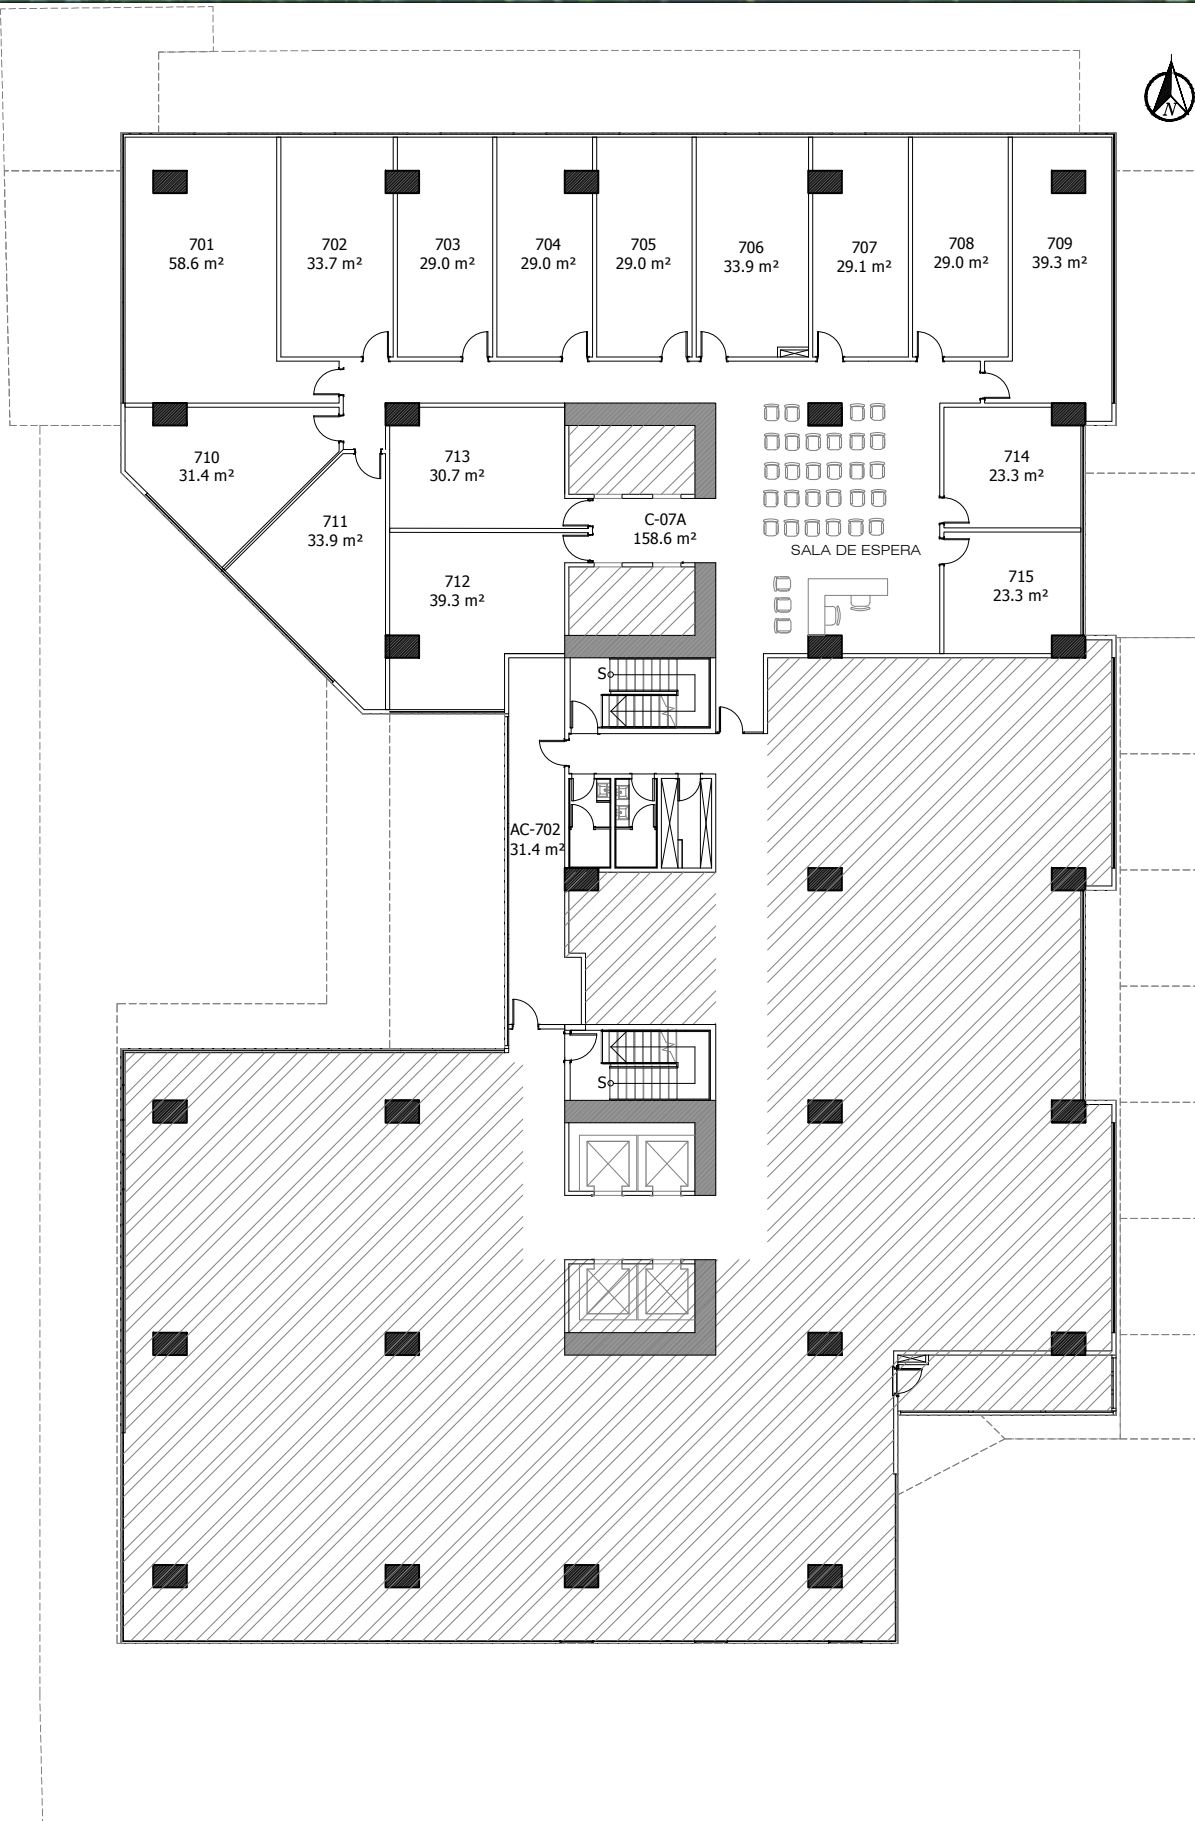 N
701
58.6 m²
702
33.7 m²
703
29.0 m²
704
29.0 m²
705
29.0 m²
706
33.9 m²
707
29.1 m²
708
29.0 m²
709
39.3 m²
710
31.4 m²
711
33.9 m²
713
30.7 m²
712
39.3 m²
C-07A
158.6 m²
714
23.3 m²
SALA DE ESPERA
715
23.3 m²
S
AC-702
31.4 m²
S